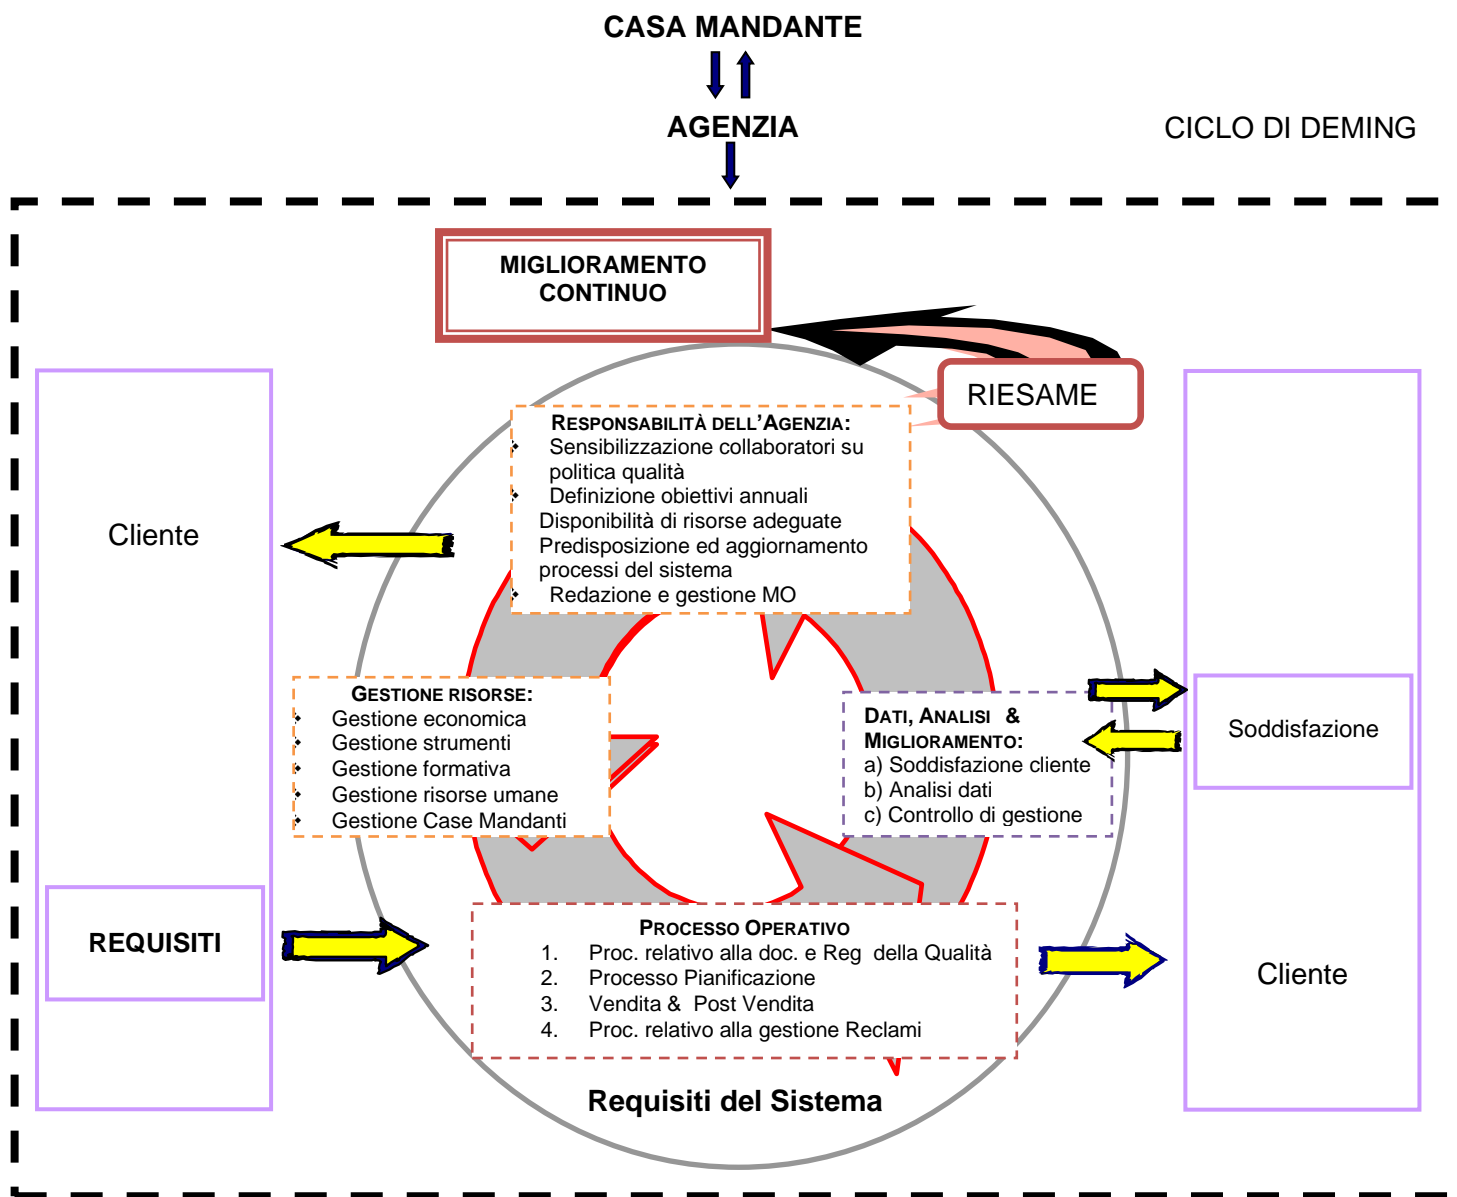 CASA MANDANTE
AGENZIA
CICLO DI DEMING
MIGLIORAMENTO
CONTINUO
RIESAME
RESPONSABILITÀ DELL'AGENZIA:
Sensibilizzazione collaboratori su
politica qualità
Definizione obiettivi annuali
Disponibilità di risorse adeguate
Predisposizione ed aggiornamento
processi del sistema
Redazione e gestione MO
Cliente
GESTIONE RISORSE:
Gestione economica
Gestione strumenti
Gestione formativa
Gestione risorse umane
Gestione Case Mandanti
DATI, ANALISI &
MIGLIORAMENTO:
a) Soddisfazione cliente
b) Analisi dati
c) Controllo di gestione
Soddisfazione
REQUISITI
PROCESSO OPERATIVO
1. Proc. relativo alla doc. e Reg della Qualità
2. Processo Pianificazione
3. Vendita & Post Vendita
4. Proc. relativo alla gestione Reclami
Cliente
Requisiti del Sistema